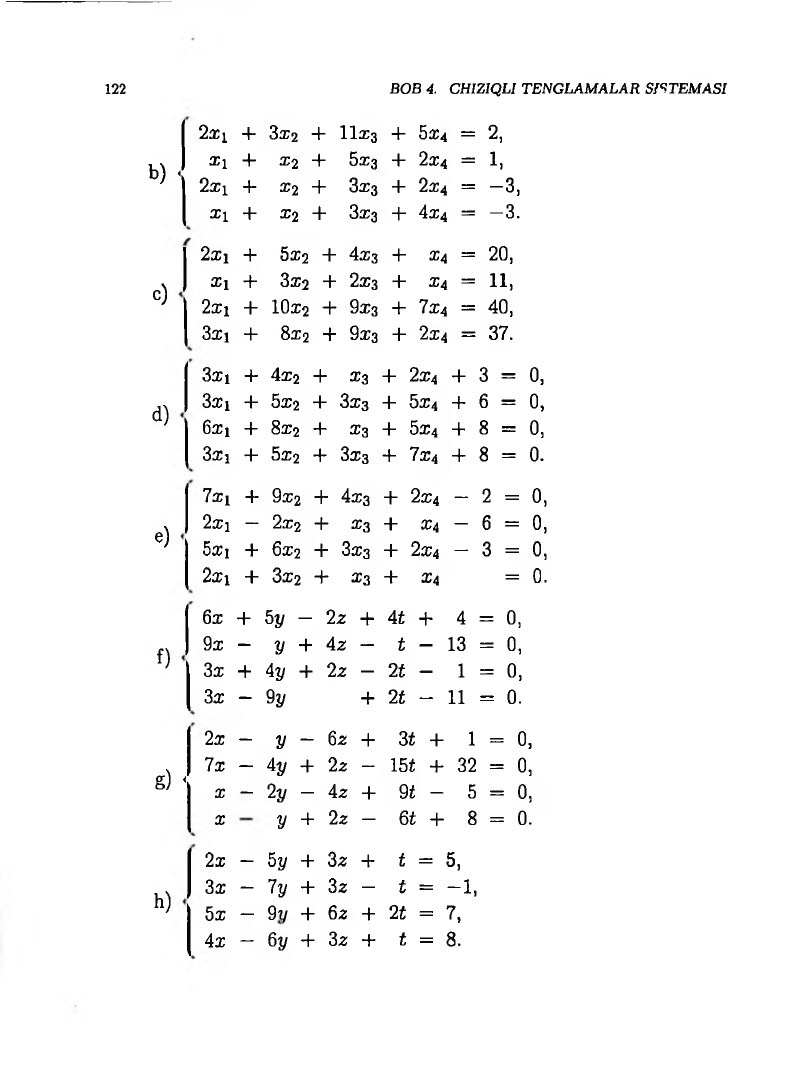 122 BOB 4. CHIZIQLI TENGLAMALAR SISTEMASI
b)
2x₁ + 3x₂ + 11x₃ + 5x₄ = 2,
x₁ + x₂ + 5x₃ + 2x₄ = 1,
2x₁ + x₂ + 3x₃ + 2x₄ = −3,
x₁ + x₂ + 3x₃ + 4x₄ = −3.
c)
2x₁ + 5x₂ + 4x₃ + x₄ = 20,
x₁ + 3x₂ + 2x₃ + x₄ = 11,
2x₁ + 10x₂ + 9x₃ + 7x₄ = 40,
3x₁ + 8x₂ + 9x₃ + 2x₄ = 37.
d)
3x₁ + 4x₂ + x₃ + 2x₄ + 3 = 0,
3x₁ + 5x₂ + 3x₃ + 5x₄ + 6 = 0,
6x₁ + 8x₂ + x₃ + 5x₄ + 8 = 0,
3x₁ + 5x₂ + 3x₃ + 7x₄ + 8 = 0.
e)
7x₁ + 9x₂ + 4x₃ + 2x₄ − 2 = 0,
2x₁ − 2x₂ + x₃ + x₄ − 6 = 0,
5x₁ + 6x₂ + 3x₃ + 2x₄ − 3 = 0,
2x₁ + 3x₂ + x₃ + x₄ = 0.
f)
6x + 5y − 2z + 4t + 4 = 0,
9x − y + 4z − t − 13 = 0,
3x + 4y + 2z − 2t − 1 = 0,
3x − 9y + 2t − 11 = 0.
g)
2x − y − 6z + 3t + 1 = 0,
7x − 4y + 2z − 15t + 32 = 0,
x − 2y − 4z + 9t − 5 = 0,
x − y + 2z − 6t + 8 = 0.
h)
2x − 5y + 3z + t = 5,
3x − 7y + 3z − t = −1,
5x − 9y + 6z + 2t = 7,
4x − 6y + 3z + t = 8.